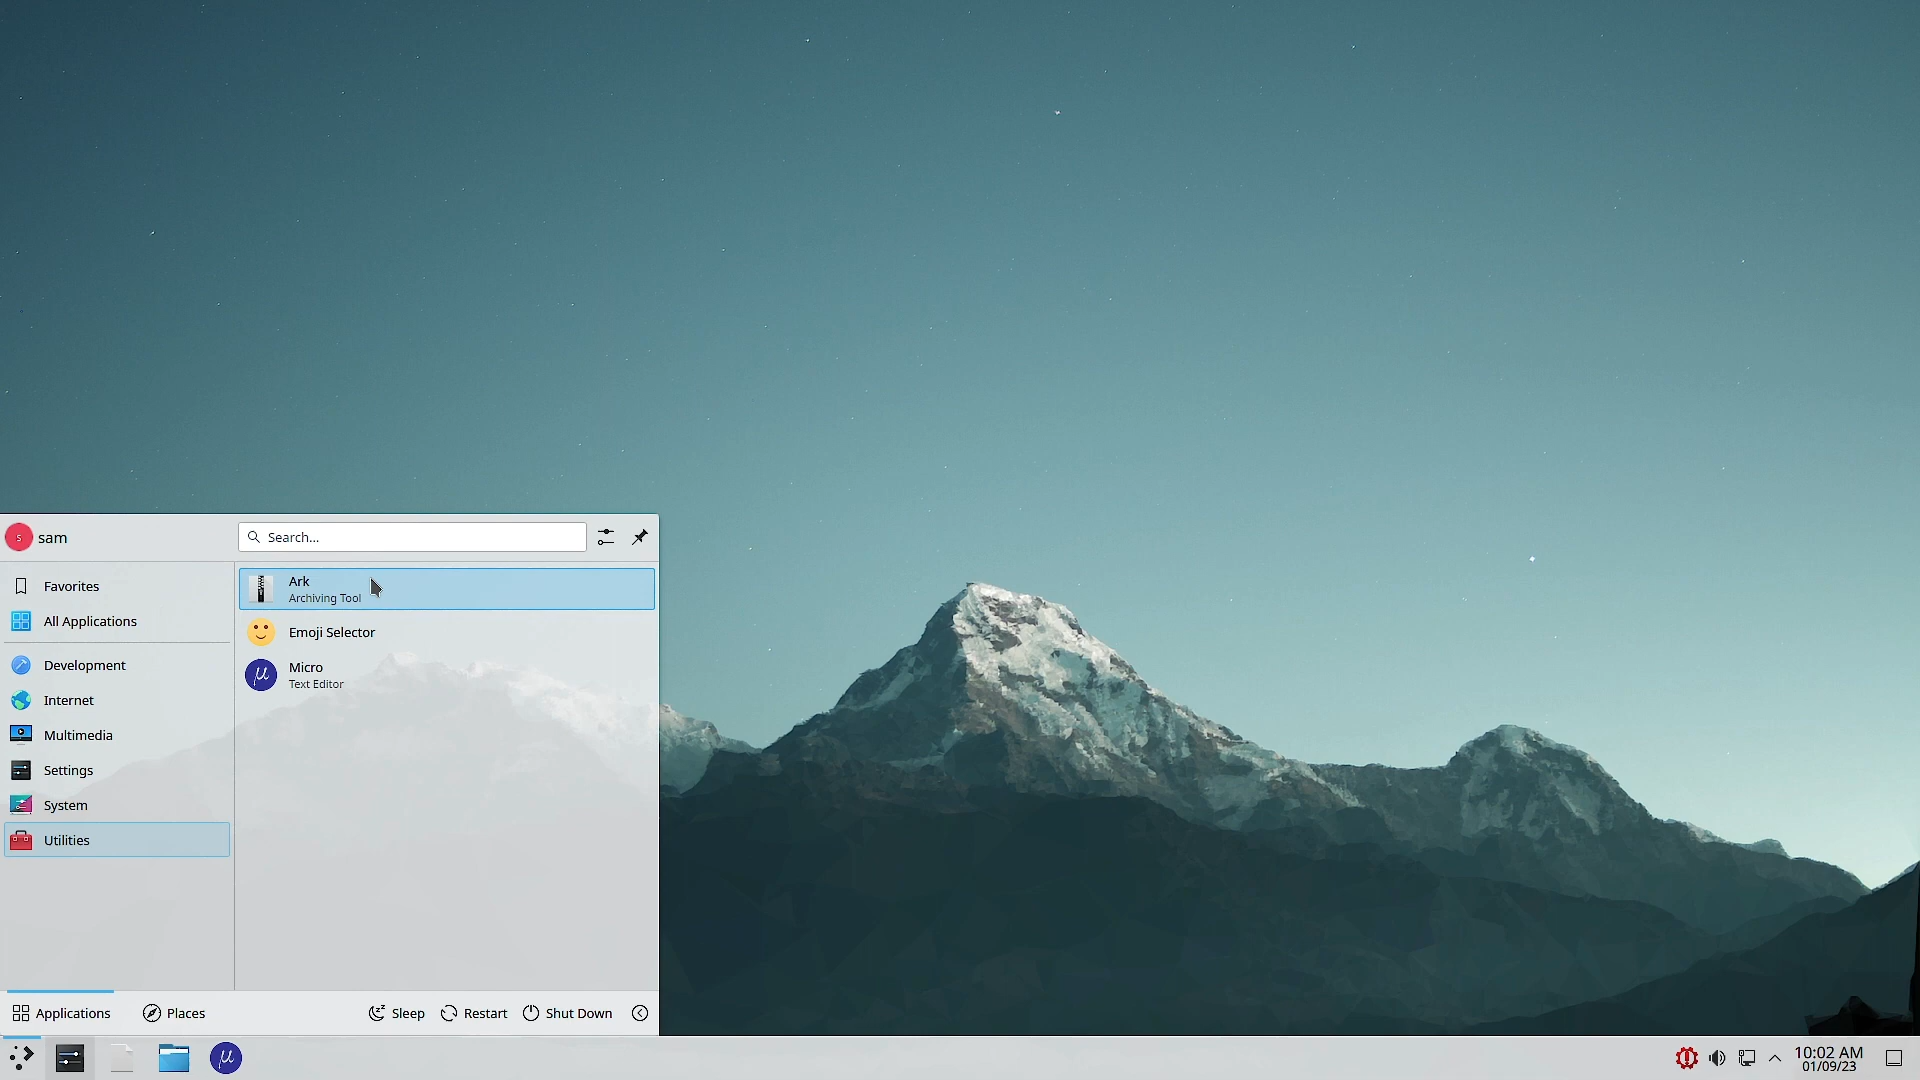 s
sam
Search...
Favorites
All Applications
Development
Internet
Multimedia
Settings
System
Utilities
Ark
Archiving Tool
Emoji Selector
μ
Micro
Text Editor
Applications
Places
Sleep
Restart
Shut Down
μ
10:02 AM
01/09/23